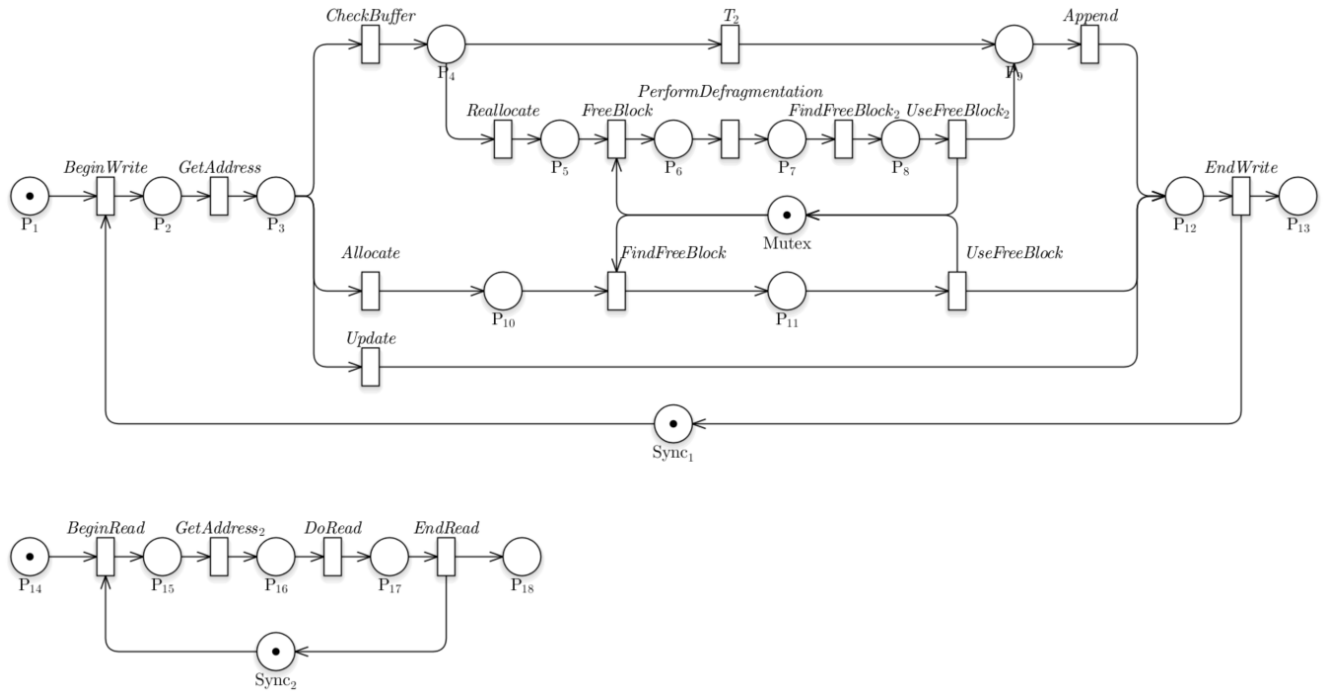 CheckBuffer T₂ Append
P₄ P₉
PerformDefragmentation
Reallocate FreeBlock FindFreeBlock₂ UseFreeBlock₂
P₅ P₆ P₇ P₈
BeginWrite GetAddress EndWrite
P₁ P₂ P₃ P₁₂ P₁₃
Mutex
Allocate FindFreeBlock UseFreeBlock
P₁₀ P₁₁
Update
Sync₁
BeginRead GetAddress₂ DoRead EndRead
P₁₄ P₁₅ P₁₆ P₁₇ P₁₈
Sync₂